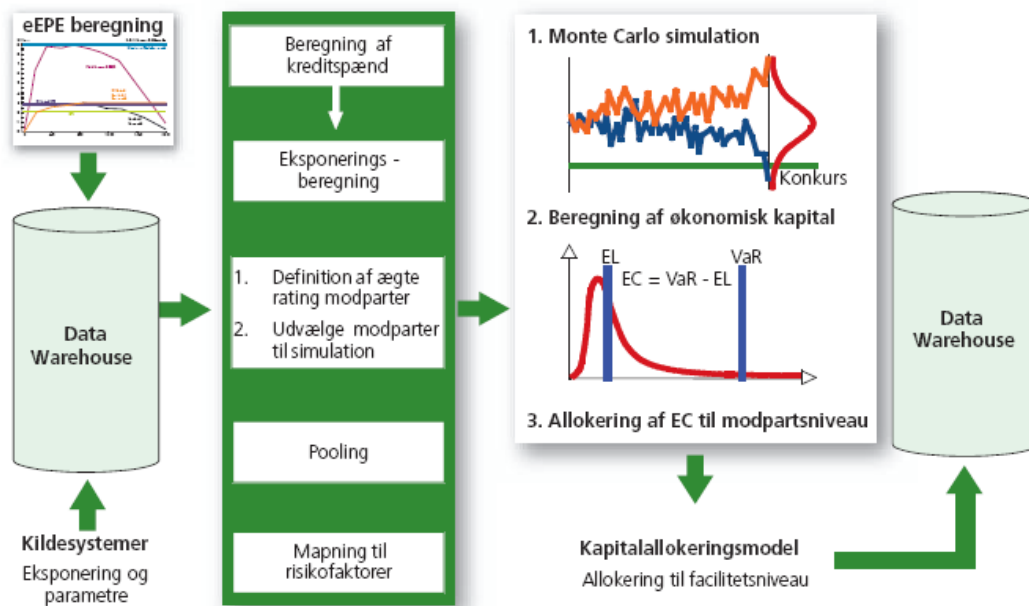 eEPE beregning
Data
Warehouse
Kildesystemer
Eksponering og
parametre
Beregning af
kreditspænd
Eksponerings -
beregning
1. Definition af ægte
rating modparter
2. Udvælge modparter
til simulation
Pooling
Mapning til
risikofaktorer
1. Monte Carlo simulation
Konkurs
2. Beregning af økonomisk kapital
EL
VaR
EC = VaR - EL
3. Allokering af EC til modpartsniveau
Kapitalallokeringsmodel
Allokering til facilitetsniveau
Data
Warehouse